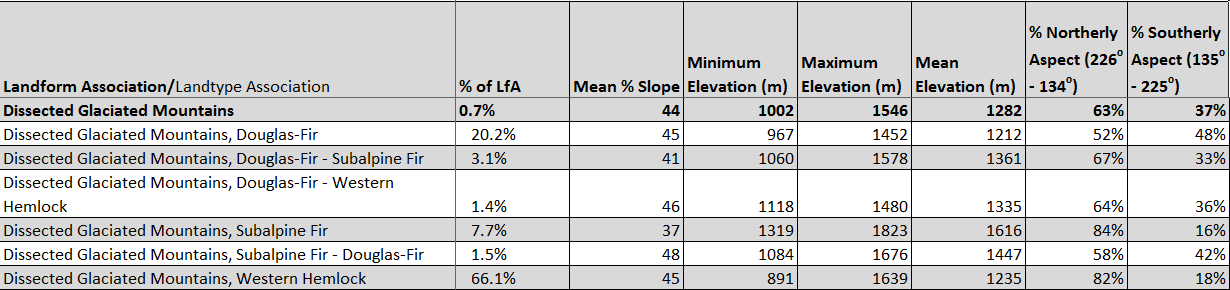 Landform Association/Landtype Association | % of LfA | Mean % Slope | Minimum Elevation (m) | Maximum Elevation (m) | Mean Elevation (m) | % Northerly Aspect (226° - 134°) | % Southerly Aspect (135° - 225°)
Dissected Glaciated Mountains | 0.7% | 44 | 1002 | 1546 | 1282 | 63% | 37%
Dissected Glaciated Mountains, Douglas-Fir | 20.2% | 45 | 967 | 1452 | 1212 | 52% | 48%
Dissected Glaciated Mountains, Douglas-Fir - Subalpine Fir | 3.1% | 41 | 1060 | 1578 | 1361 | 67% | 33%
Dissected Glaciated Mountains, Douglas-Fir - Western Hemlock | 1.4% | 46 | 1118 | 1480 | 1335 | 64% | 36%
Dissected Glaciated Mountains, Subalpine Fir | 7.7% | 37 | 1319 | 1823 | 1616 | 84% | 16%
Dissected Glaciated Mountains, Subalpine Fir - Douglas-Fir | 1.5% | 48 | 1084 | 1676 | 1447 | 58% | 42%
Dissected Glaciated Mountains, Western Hemlock | 66.1% | 45 | 891 | 1639 | 1235 | 82% | 18%